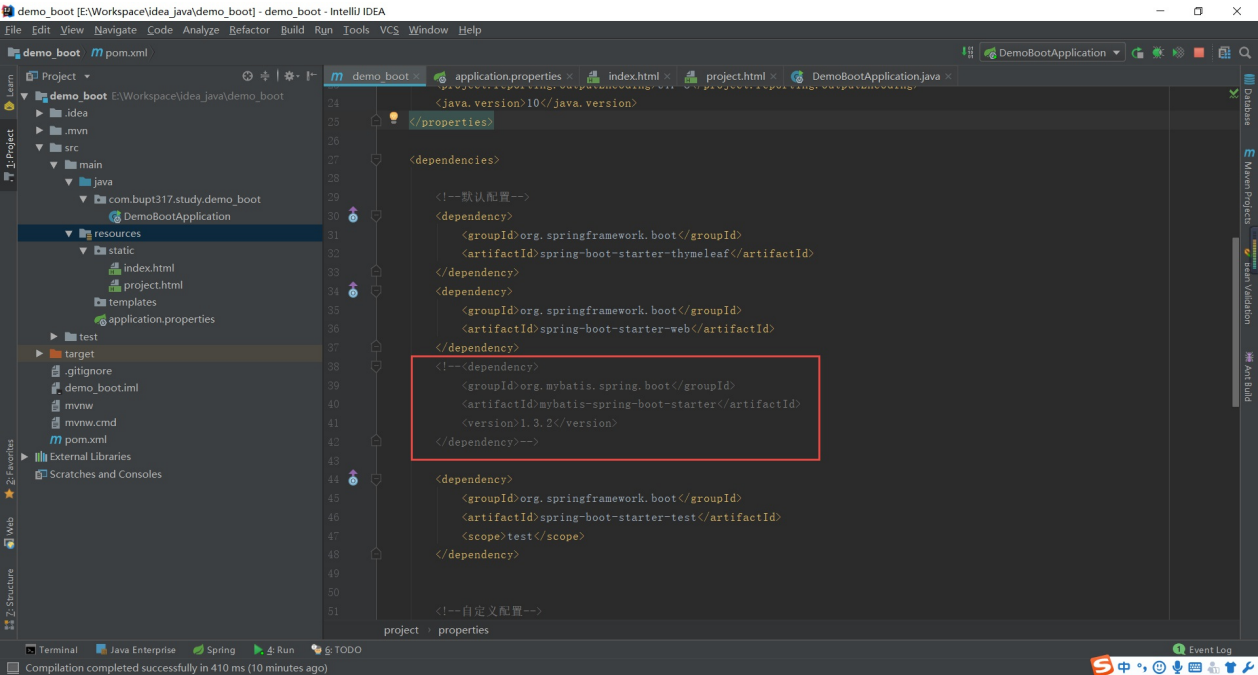 demo_boot [E:\Workspace\idea_java\demo_boot] - demo_boot - IntelliJ IDEA
File Edit View Navigate Code Analyze Refactor Build Run Tools VCS Window Help
demo_boot pom.xml
DemoBootApplication
Project
demo_boot application.properties index.html project.html DemoBootApplication.java
Learn
1: Project
2: Favorites
Web
Z: Structure
demo_boot E:\Workspace\idea_java\demo_boot
.idea
.mvn
src
main
java
com.bupt317.study.demo_boot
DemoBootApplication
resources
static
index.html
project.html
templates
application.properties
test
target
.gitignore
demo_boot.iml
mvnw
mvnw.cmd
pom.xml
External Libraries
Scratches and Consoles
24 <java.version>10</java.version>
25 </properties>
26
27 <dependencies>
28
29 <!--默认配置-->
30 <dependency>
31 <groupId>org.springframework.boot</groupId>
32 <artifactId>spring-boot-starter-thymeleaf</artifactId>
33 </dependency>
34 <dependency>
35 <groupId>org.springframework.boot</groupId>
36 <artifactId>spring-boot-starter-web</artifactId>
37 </dependency>
38 <!--<dependency>
39 <groupId>org.mybatis.spring.boot</groupId>
40 <artifactId>mybatis-spring-boot-starter</artifactId>
41 <version>1.3.2</version>
42 </dependency>-->
43
44 <dependency>
45 <groupId>org.springframework.boot</groupId>
46 <artifactId>spring-boot-starter-test</artifactId>
47 <scope>test</scope>
48 </dependency>
49
50
51 <!--自定义配置-->
project properties
Database
Maven Projects
Bean Validation
Ant Build
Terminal Java Enterprise Spring 4: Run 6: TODO
1 Event Log
Compilation completed successfully in 410 ms (10 minutes ago)
中